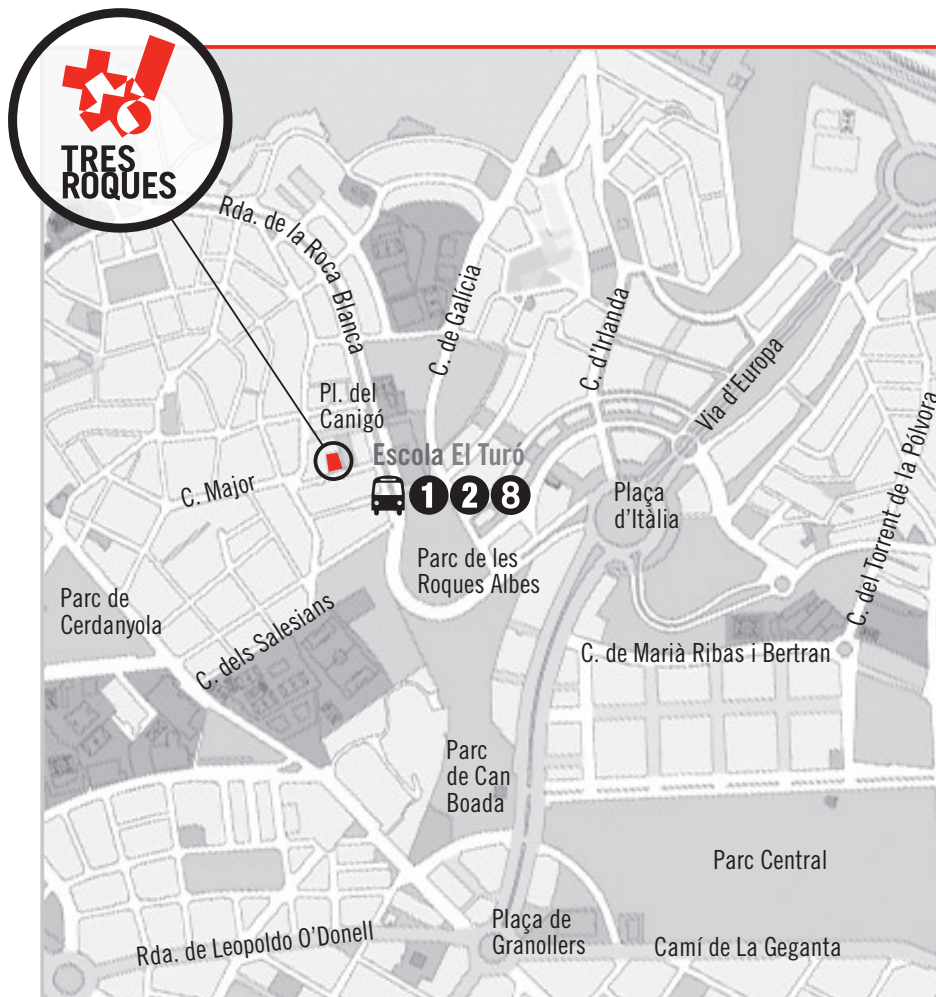 TRES
ROQUES
Rda. de la Roca Blanca
C. de Galícia
C. d'Irlanda
Via d'Europa
C. del Torrent de la Pólvora
Pl. del
Canigó
Escola El Turó
1 2 8
C. Major
Plaça
d'Itàlia
Parc de les
Roques Albes
Parc de
Cerdanyola
C. dels Salesians
C. de Marià Ribas i Bertran
Parc
de Can
Boada
Parc Central
Plaça de
Granollers
Rda. de Leopoldo O'Donell
Camí de La Geganta